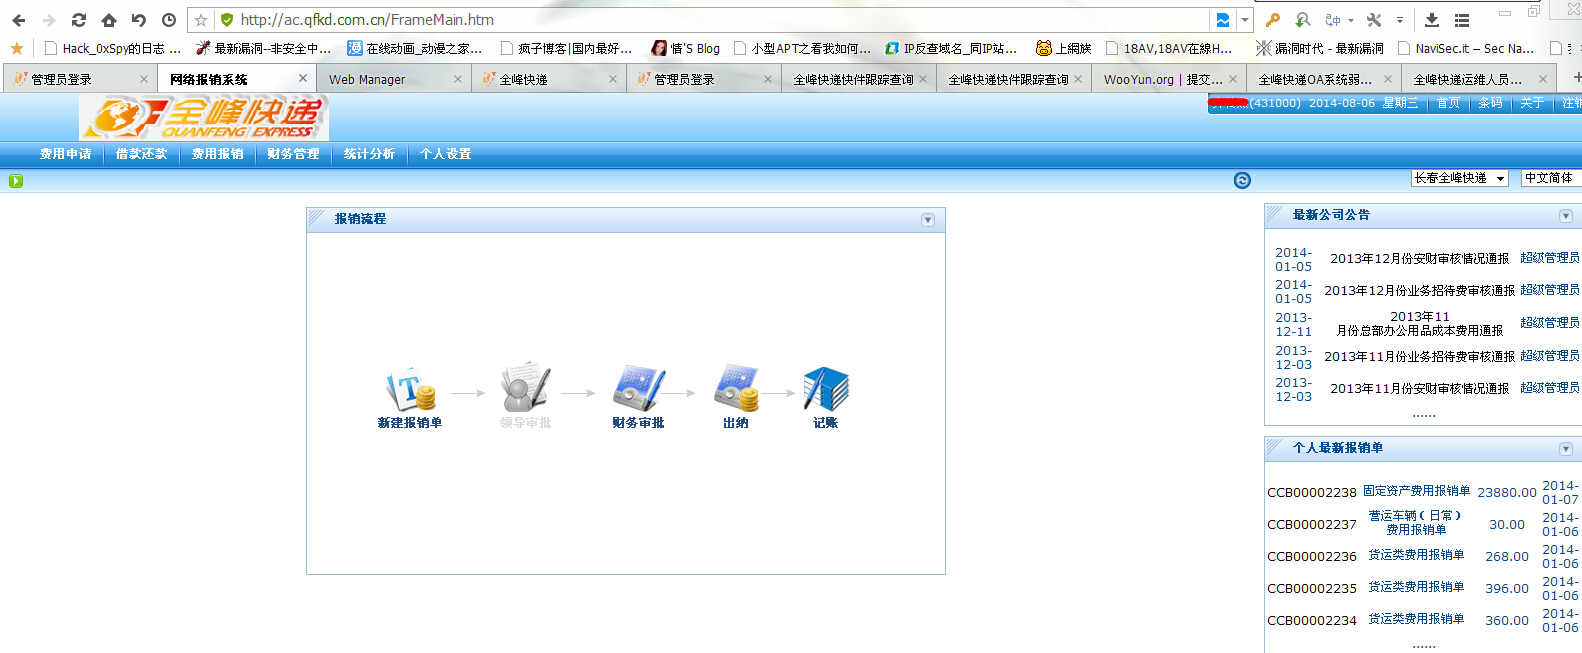 http://ac.qfkd.com.cn/FrameMain.htm
Hack_0xSpy的日志 ...
最新漏洞--非安全中...
在线动画_动漫之家...
疯子博客|国内最好...
情'S Blog
小型APT之看我如何...
IP反查域名_同IP站...
上網族
18AV,18AV在線H...
漏洞时代 - 最新漏洞
NaviSec.it — Sec Na...
管理员登录
网络报销系统
Web Manager
全峰快递
管理员登录
全峰快递快件跟踪查询
全峰快递快件跟踪查询
WooYun.org | 提交...
全峰快递OA系统弱...
全峰快递运维人员...
全峰快递
QUANFENG EXPRESS
(431000) 2014-08-06 星期三 首页 条码 关于 注销
费用申请 借款还款 费用报销 财务管理 统计分析 个人设置
长春全峰快递 中文简体
报销流程
新建报销单 领导审批 财务审批 出纳 记账
最新公司公告
2014-01-05 2013年12月份安财审核情况通报 超级管理员
2014-01-05 2013年12月份业务招待费审核通报 超级管理员
2013-12-11 2013年11月份总部办公用品成本费用通报 超级管理员
2013-12-03 2013年11月份业务招待费审核通报 超级管理员
2013-12-03 2013年11月份安财审核情况通报 超级管理员
......
个人最新报销单
CCB00002238 固定资产费用报销单 23880.00 2014-01-07
CCB00002237 营运车辆（日常）费用报销单 30.00 2014-01-06
CCB00002236 货运类费用报销单 268.00 2014-01-06
CCB00002235 货运类费用报销单 396.00 2014-01-06
CCB00002234 货运类费用报销单 360.00 2014-01-06
......